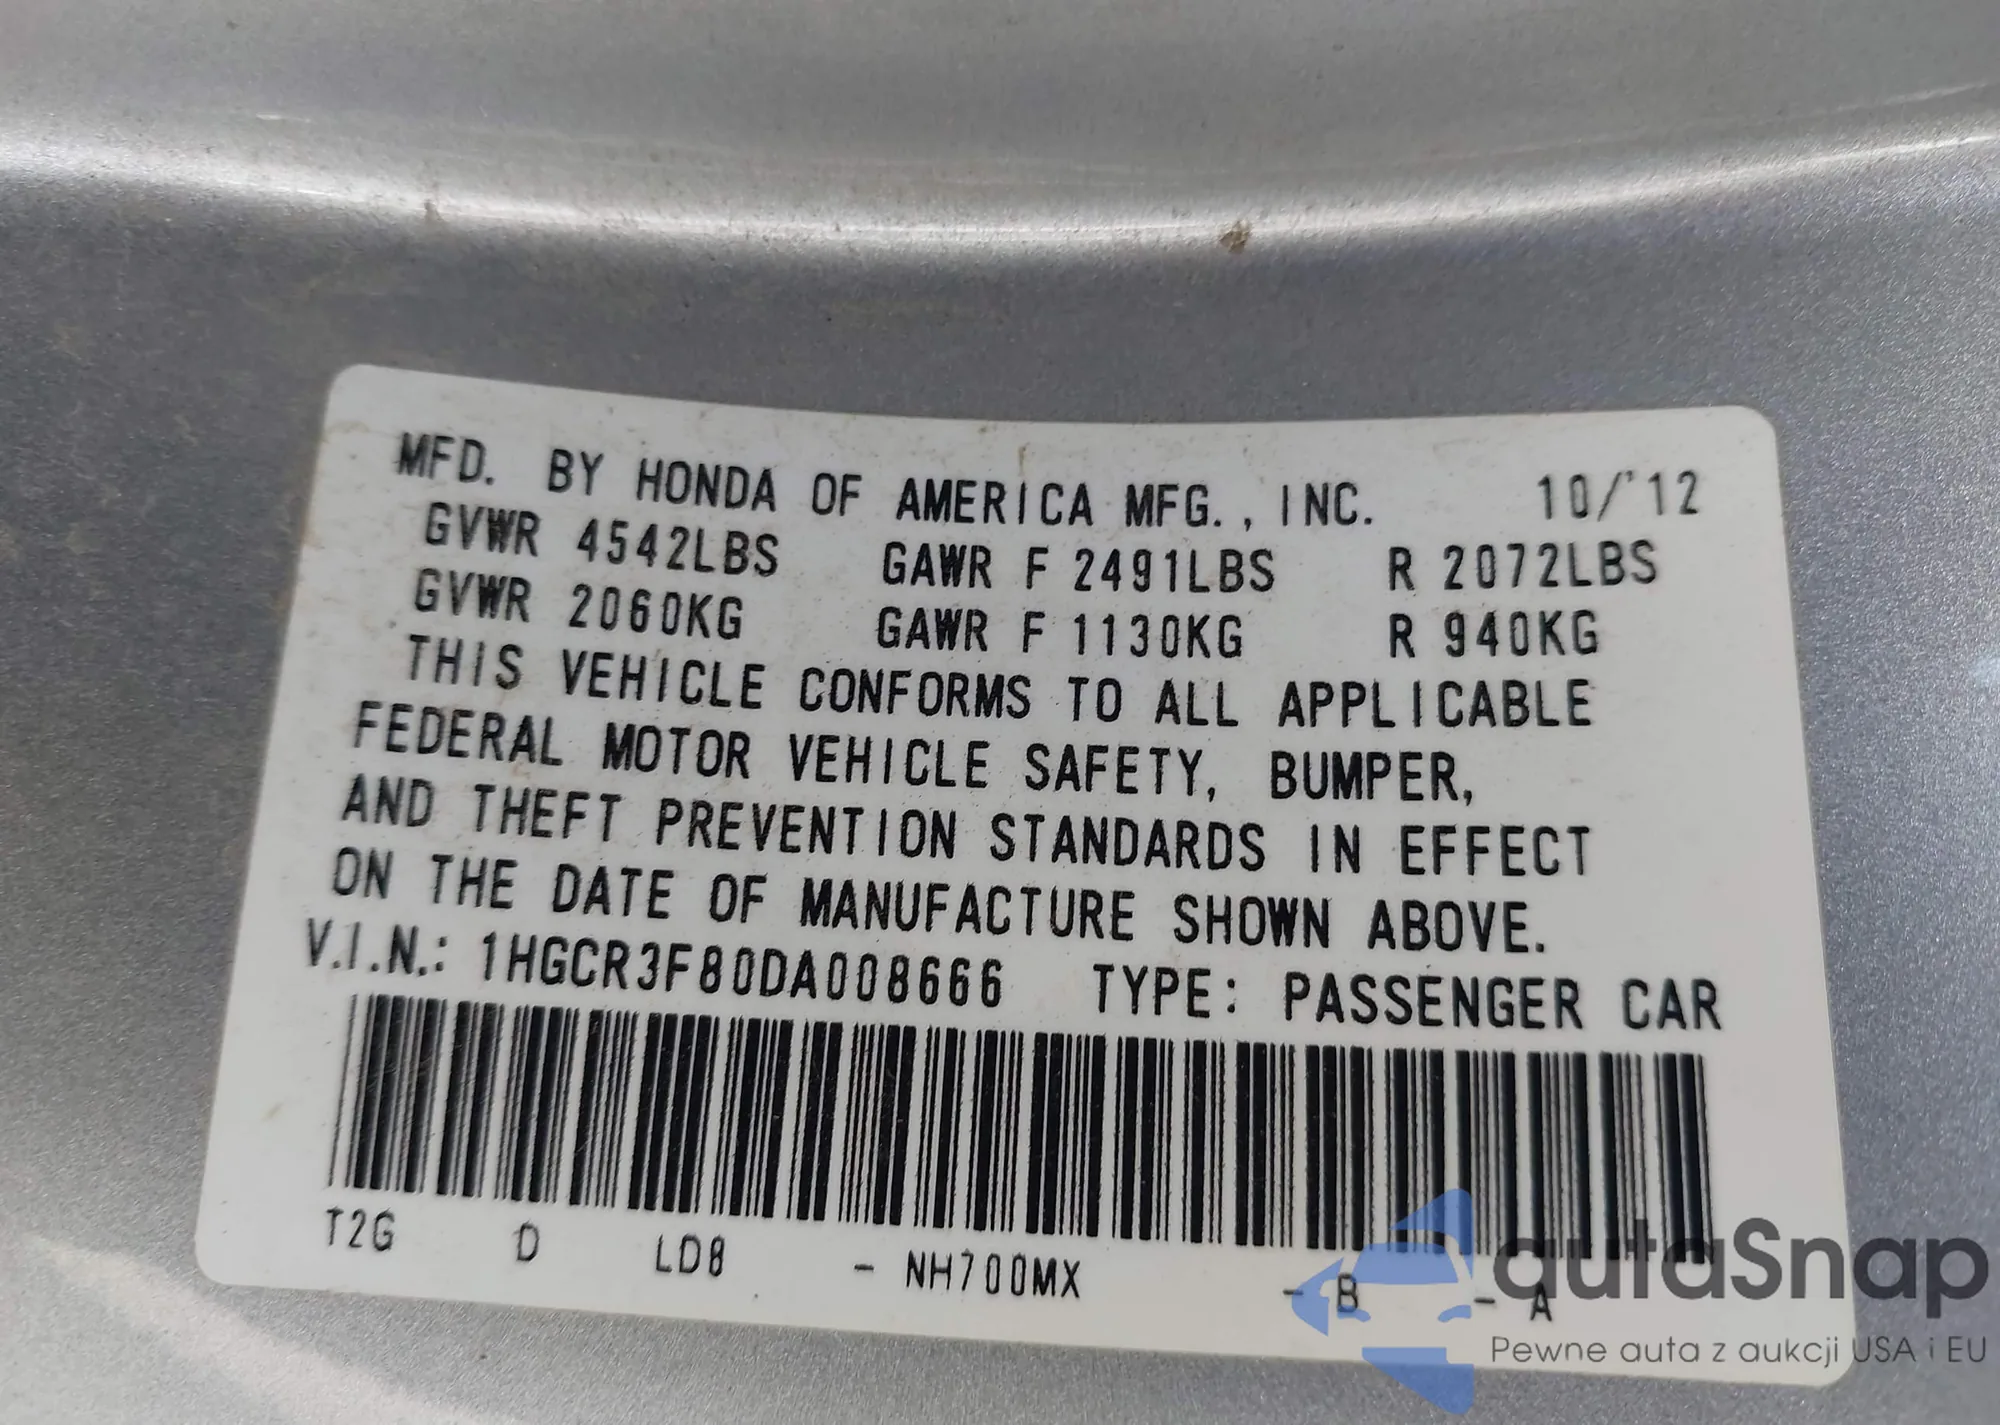 MFD. BY HONDA OF AMERICA MFG., INC. 10/'12
GVWR 4542LBS GAWR F 2491LBS R 2072LBS
GVWR 2060KG GAWR F 1130KG R 940KG
THIS VEHICLE CONFORMS TO ALL APPLICABLE
FEDERAL MOTOR VEHICLE SAFETY, BUMPER,
AND THEFT PREVENTION STANDARDS IN EFFECT
ON THE DATE OF MANUFACTURE SHOWN ABOVE.
V.I.N.: 1HGCR3F80DA008666 TYPE: PASSENGER CAR
T2G D LD8 - NH700MX - B - A
autaSnap
Pewne auta z aukcji USA i EU